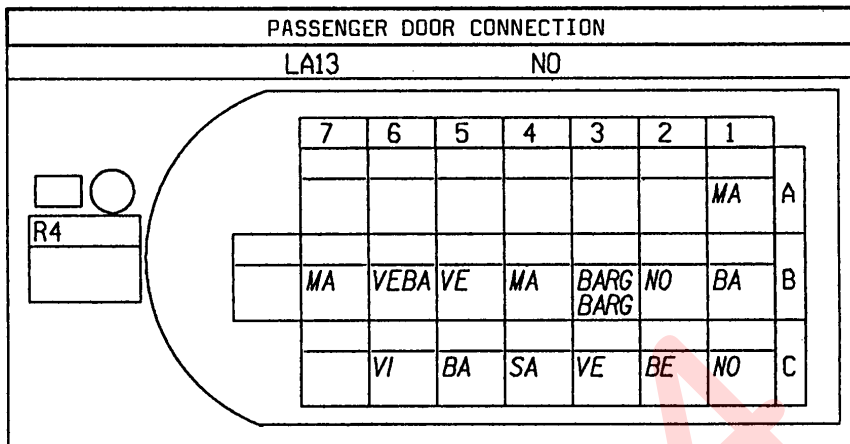 PASSENGER DOOR CONNECTION
LA13 NO
7 6 5 4 3 2 1
MA A
R4
MA VEBA VE MA BARG NO BA B
BARG
VI BA SA VE BE NO C